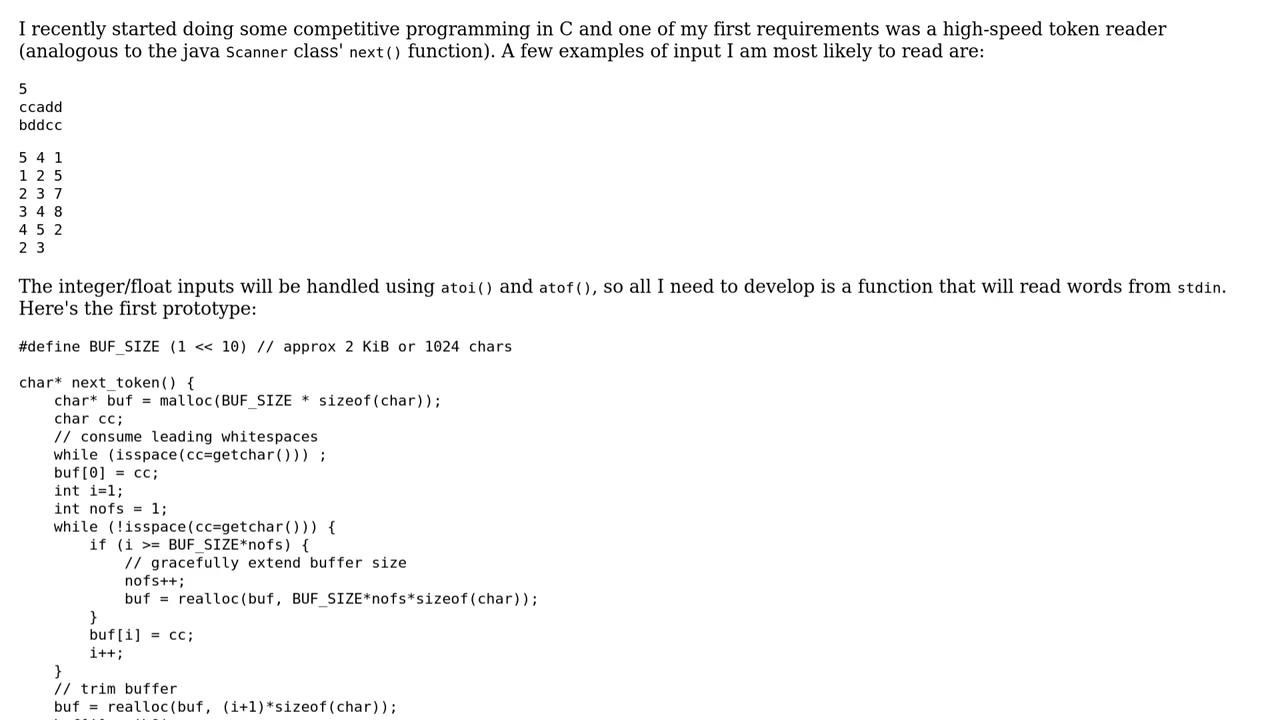 I recently started doing some competitive programming in C and one of my first requirements was a high-speed token reader
(analogous to the java Scanner class' next() function). A few examples of input I am most likely to read are:
5
ccadd
bddcc
5 4 1
1 2 5
2 3 7
3 4 8
4 5 2
2 3
The integer/float inputs will be handled using atoi() and atof(), so all I need to develop is a function that will read words from stdin.
Here's the first prototype:
#define BUF_SIZE (1 << 10) // approx 2 KiB or 1024 chars
char* next_token() {
    char* buf = malloc(BUF_SIZE * sizeof(char));
    char cc;
    // consume leading whitespaces
    while (isspace(cc=getchar())) ;
    buf[0] = cc;
    int i=1;
    int nofs = 1;
    while (!isspace(cc=getchar())) {
        if (i >= BUF_SIZE*nofs) {
            // gracefully extend buffer size
            nofs++;
            buf = realloc(buf, BUF_SIZE*nofs*sizeof(char));
        }
        buf[i] = cc;
        i++;
    }
    // trim buffer
    buf = realloc(buf, (i+1)*sizeof(char));